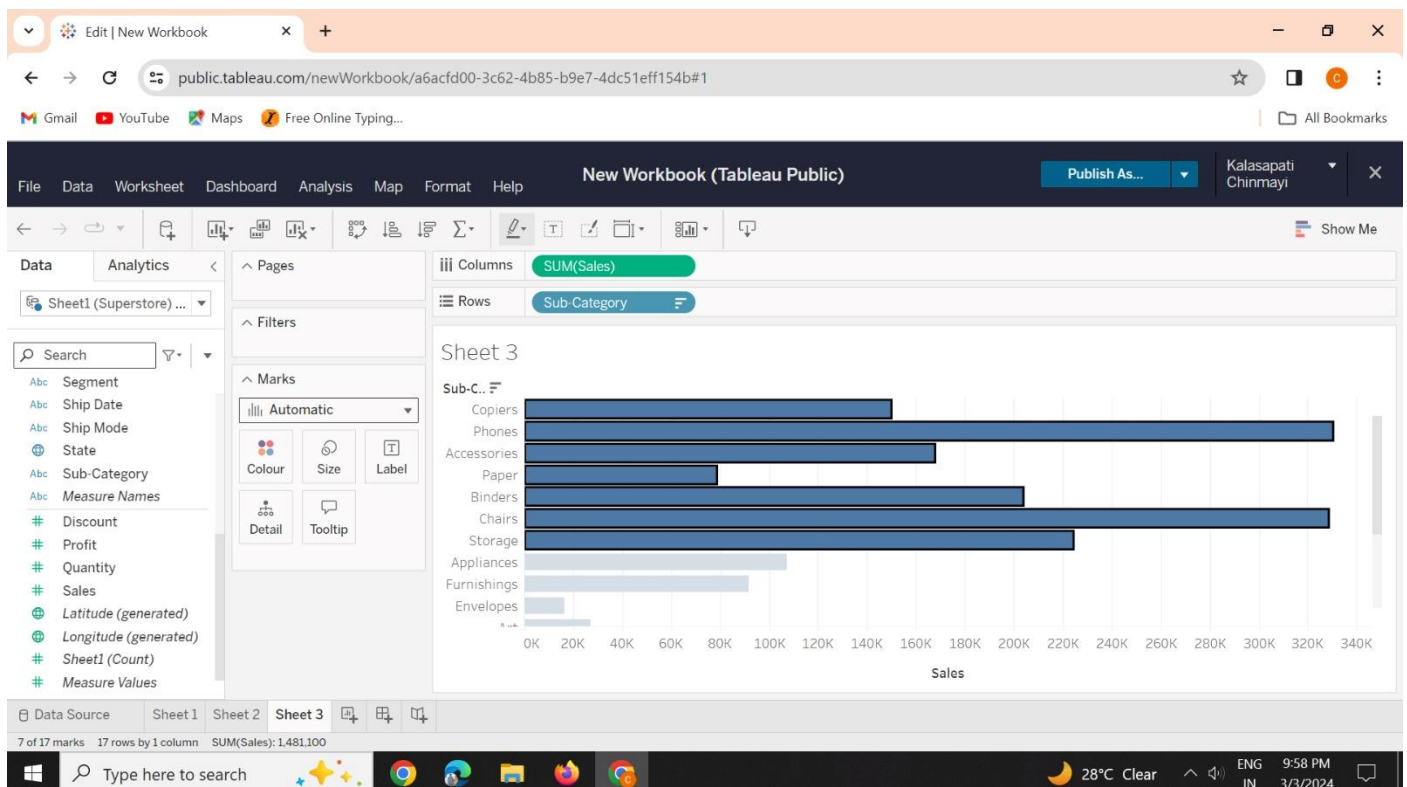 Edit | New Workbook
public.tableau.com/newWorkbook/a6acfd00-3c62-4b85-b9e7-4dc51eff154b#1
C
Gmail YouTube Maps Free Online Typing... All Bookmarks
New Workbook (Tableau Public)
Publish As...
Kalasapati
Chinmayi
File Data Worksheet Dashboard Analysis Map Format Help
Show Me
Data Analytics
Pages
Columns SUM(Sales)
Sheet1 (Superstore) ...
Rows Sub-Category
Filters
Search
Sheet 3
Abc Segment
Abc Ship Date
Abc Ship Mode
State
Abc Sub-Category
Abc Measure Names
# Discount
# Profit
# Quantity
# Sales
Latitude (generated)
Longitude (generated)
# Sheet1 (Count)
# Measure Values
Marks
Automatic
Colour Size Label
Detail Tooltip
Sub-C..
Copiers
Phones
Accessories
Paper
Binders
Chairs
Storage
Appliances
Furnishings
Envelopes
0K 20K 40K 60K 80K 100K 120K 140K 160K 180K 200K 220K 240K 260K 280K 300K 320K 340K
Sales
Data Source Sheet 1 Sheet 2 Sheet 3
7 of 17 marks 17 rows by 1 column SUM(Sales): 1,481,100
Type here to search
28°C Clear
ENG
IN
9:58 PM
3/3/2024